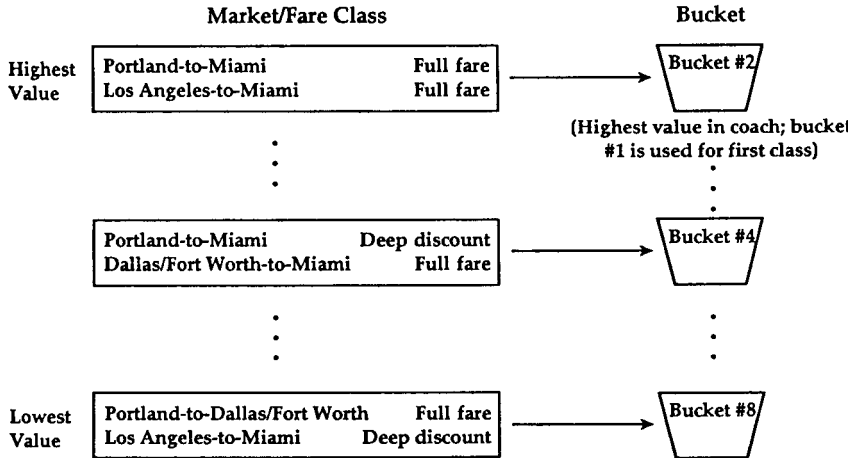 Market/Fare Class Bucket
Highest Value
Portland-to-Miami Full fare
Los Angeles-to-Miami Full fare
Bucket #2
(Highest value in coach; bucket
#1 is used for first class)
Portland-to-Miami Deep discount
Dallas/Fort Worth-to-Miami Full fare
Bucket #4
Lowest Value
Portland-to-Dallas/Fort Worth Full fare
Los Angeles-to-Miami Deep discount
Bucket #8